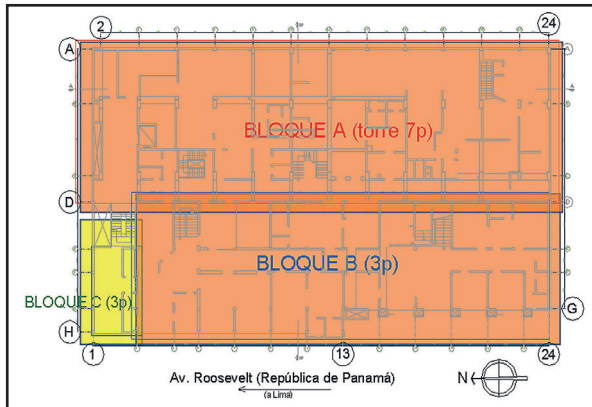 2
24
A
BLOQUE A (torre 7p)
D
BLOQUE B (3p)
BLOQUE C (3p)
G
H
1
13
24
Av. Roosevelt (República de Panamá)
(a Lima)
N